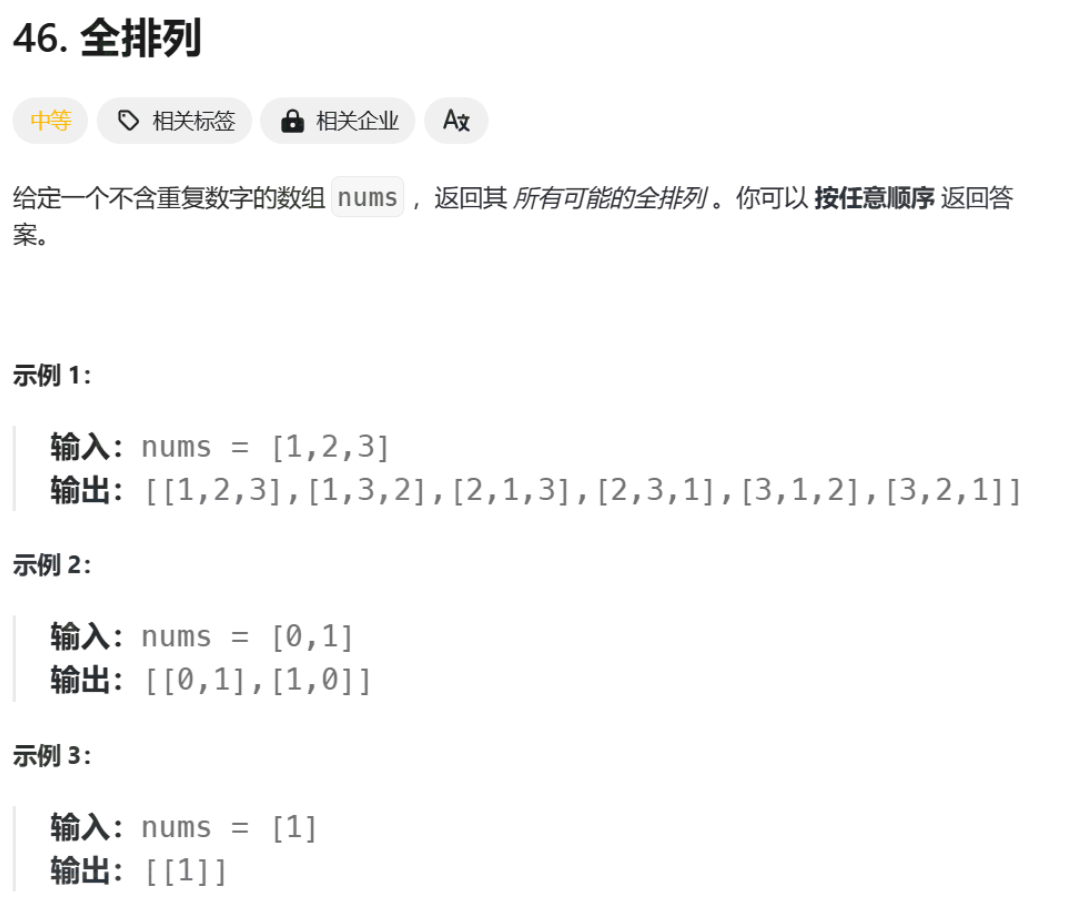 46. 全排列
中等 相关标签 相关企业 A文
给定一个不含重复数字的数组 nums ，返回其 所有可能的全排列 。你可以 按任意顺序 返回答
案。
示例 1：
输入：nums = [1,2,3]
输出：[[1,2,3],[1,3,2],[2,1,3],[2,3,1],[3,1,2],[3,2,1]]
示例 2：
输入：nums = [0,1]
输出：[[0,1],[1,0]]
示例 3：
输入：nums = [1]
输出：[[1]]